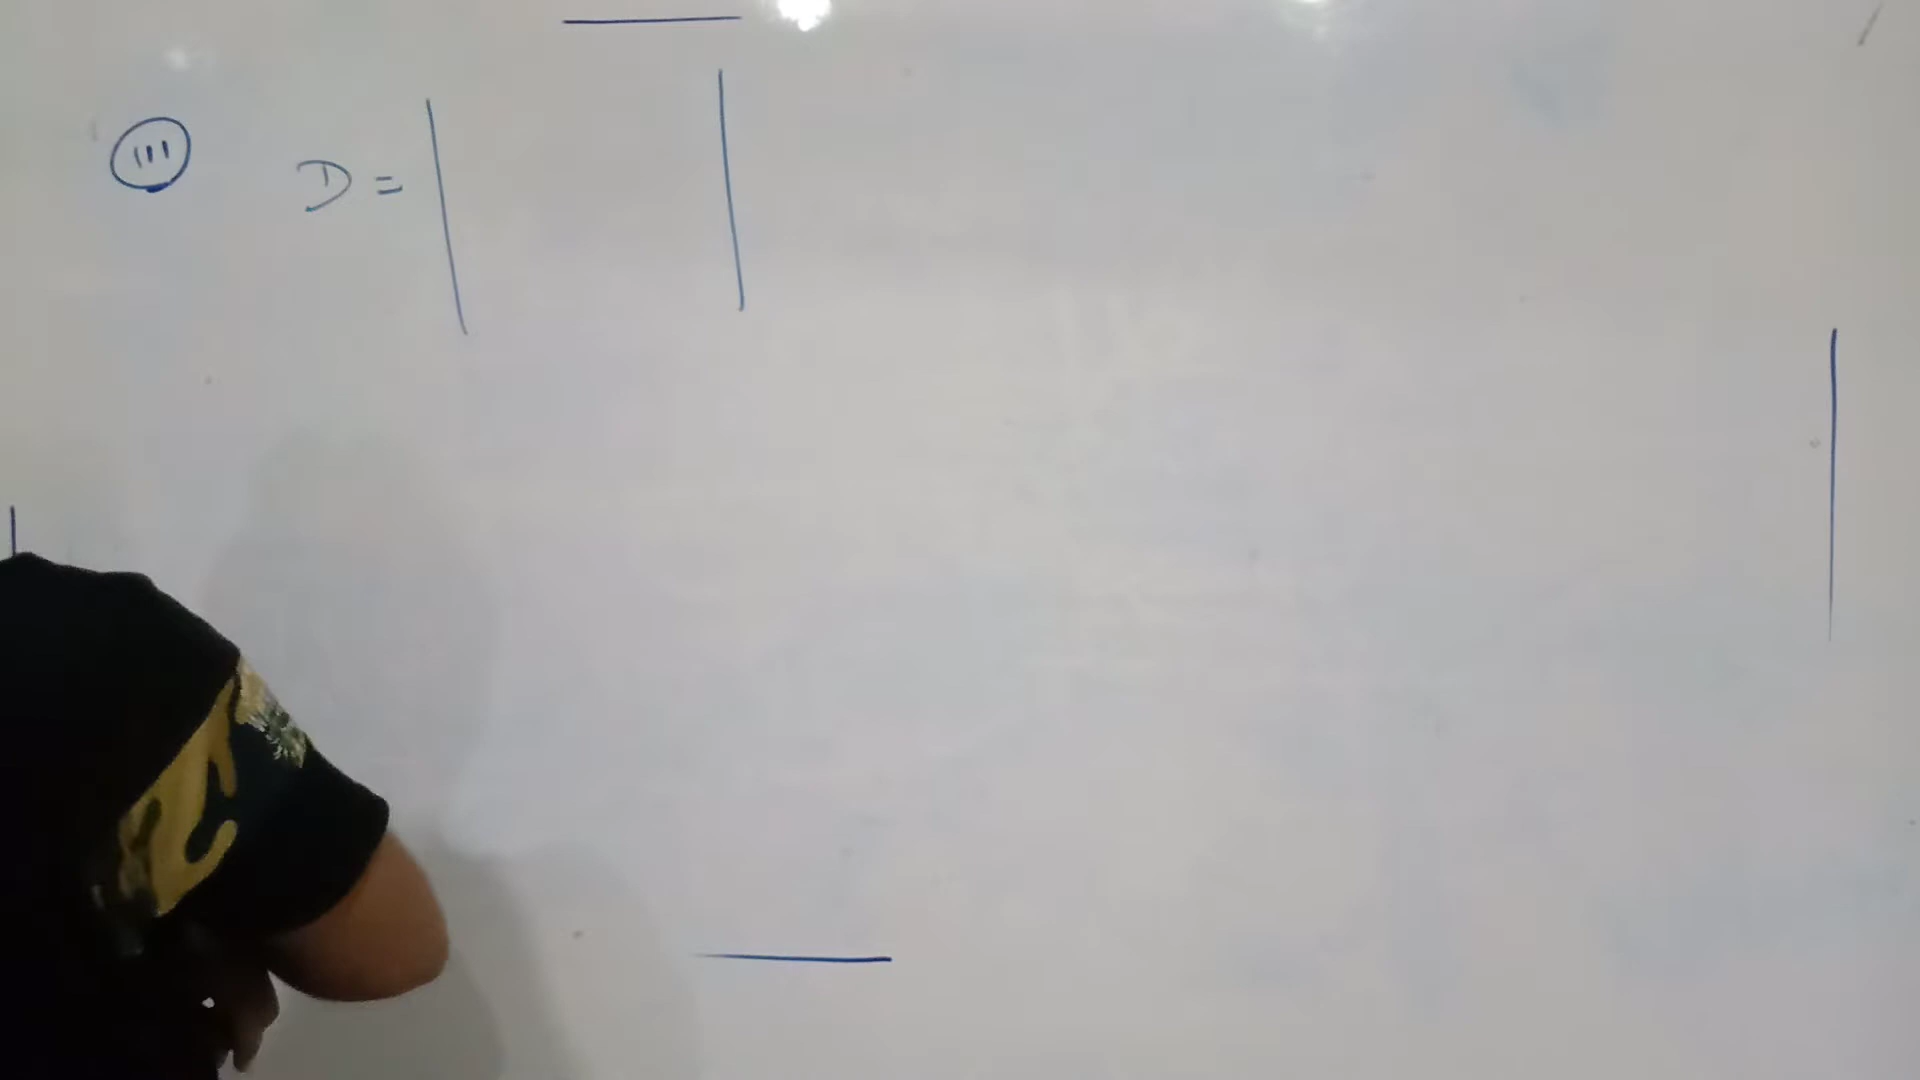 (iii) D = | |